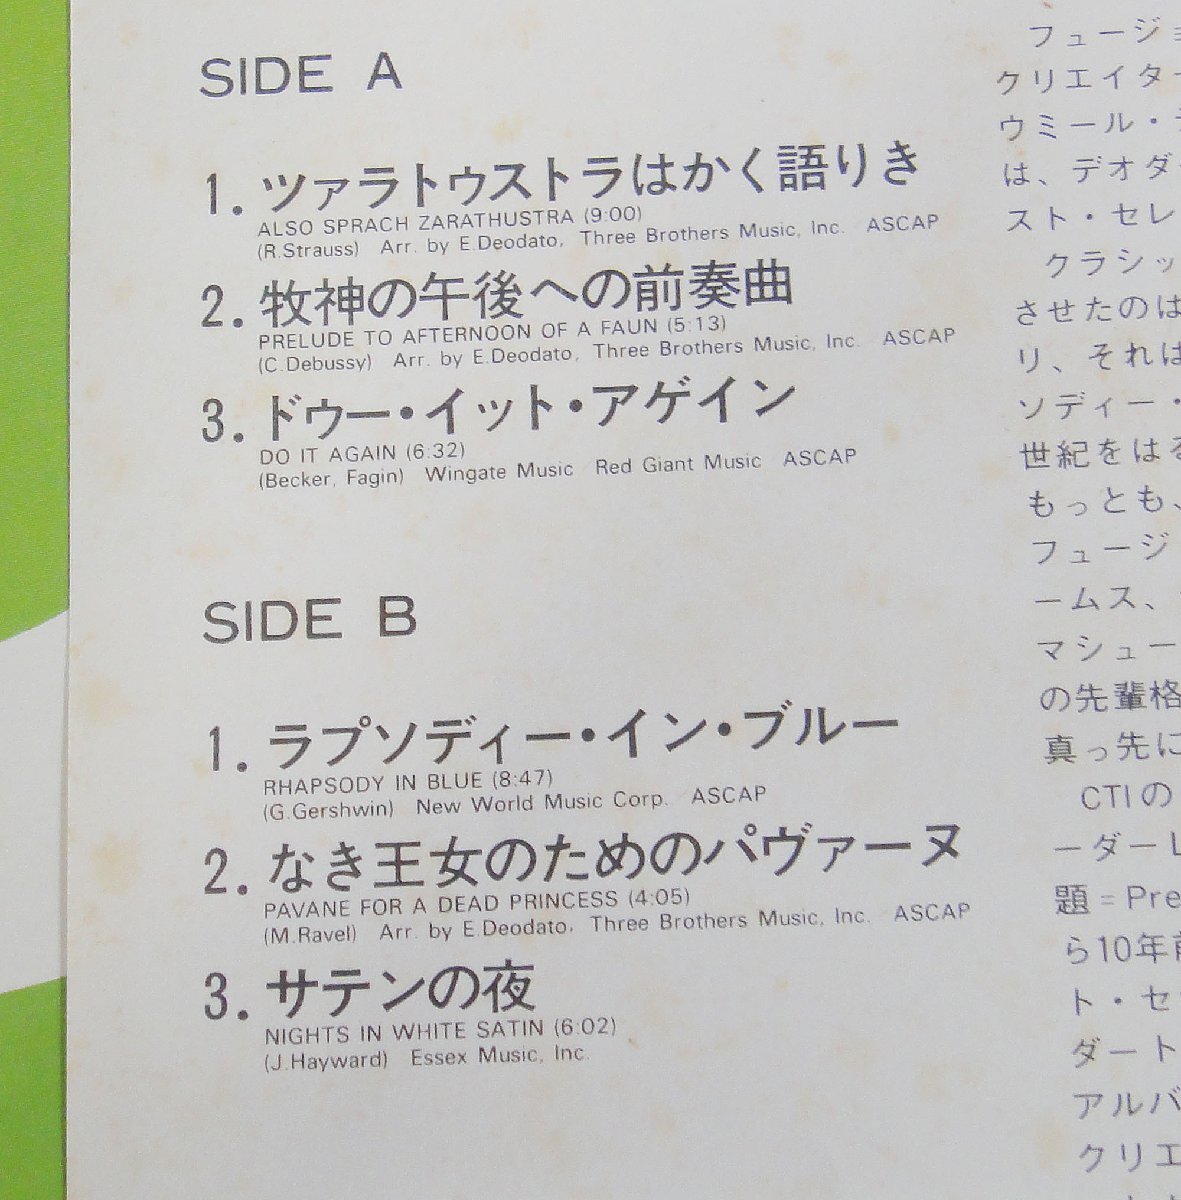 SIDE A
1. ツァラトゥストラはかく語りき
ALSO SPRACH ZARATHUSTRA (9:00)
(R.Strauss) Arr. by E.Deodato, Three Brothers Music, Inc. ASCAP
2. 牧神の午後への前奏曲
PRELUDE TO AFTERNOON OF A FAUN (5:13)
(C.Debussy) Arr. by E.Deodato, Three Brothers Music, Inc. ASCAP
3. ドゥー・イット・アゲイン
DO IT AGAIN (6:32)
(Becker, Fagin) Wingate Music Red Giant Music ASCAP
SIDE B
1. ラプソディー・イン・ブルー
RHAPSODY IN BLUE (8:47)
(G.Gershwin) New World Music Corp. ASCAP
2. なき王女のためのパヴァーヌ
PAVANE FOR A DEAD PRINCESS (4:05)
(M.Ravel) Arr. by E.Deodato, Three Brothers Music, Inc. ASCAP
3. サテンの夜
NIGHTS IN WHITE SATIN (6:02)
(J.Hayward) Essex Music, Inc.
フュージ
クリエイター
ウミール・
は、デオダ
スト・セレ
クラシッ
させたのは
リ、それは
ソディー・
世紀をはる
もっとも、
フュージ
ームス、
マシュー
の先輩格
真っ先に
CTIの
ーダーレ
題=Pre
ら10年前
ト・セ
ダート
アルバ
クリエ